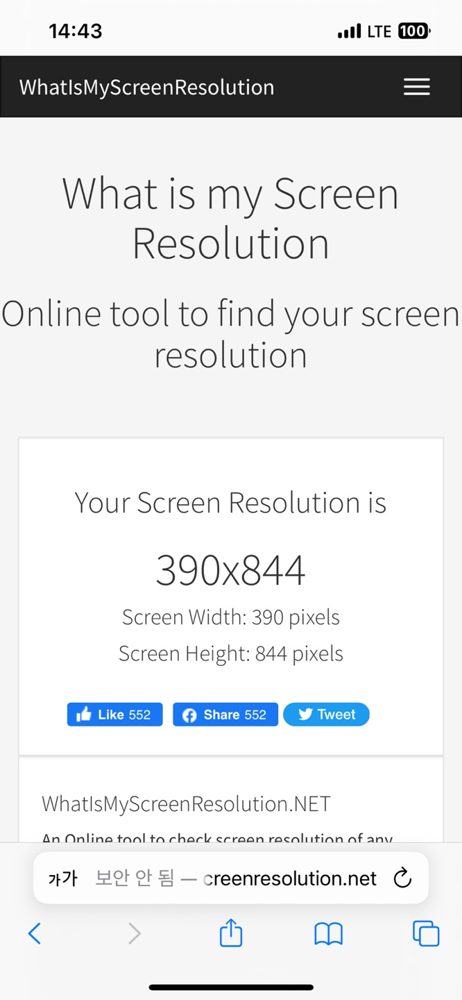 14:43
LTE 100
WhatIsMyScreenResolution
What is my Screen
Resolution
Online tool to find your screen
resolution
Your Screen Resolution is
390x844
Screen Width: 390 pixels
Screen Height: 844 pixels
Like 552 Share 552 Tweet
WhatIsMyScreenResolution.NET
An Online tool to check screen resolution of any
가가 보안 안 됨 — creenresolution.net